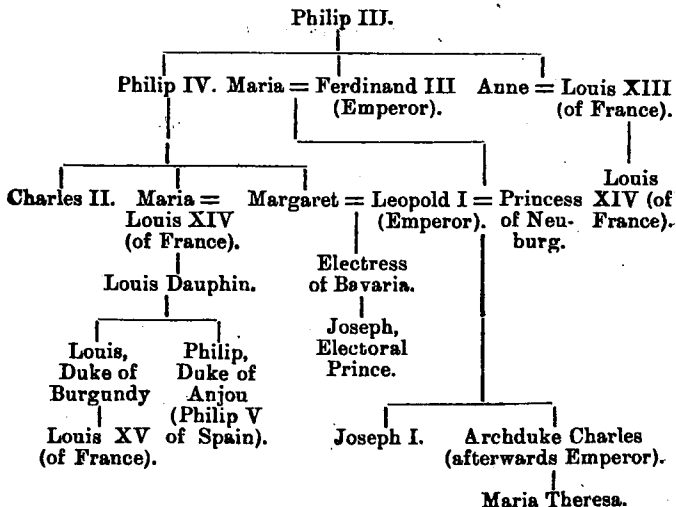 Philip III.
Philip IV. Maria = Ferdinand III Anne = Louis XIII
(Emperor). (of France).
Louis
Charles II. Maria = Margaret = Leopold I = Princess XIV (of
Louis XIV (Emperor). of Neu- France).
(of France). burg.
Electress
Louis Dauphin. of Bavaria.
Joseph,
Louis, Philip, Electoral
Duke of Duke of Prince.
Burgundy Anjou
(Philip V
Louis XV of Spain). Joseph I. Archduke Charles
(of France). (afterwards Emperor).
Maria Theresa.